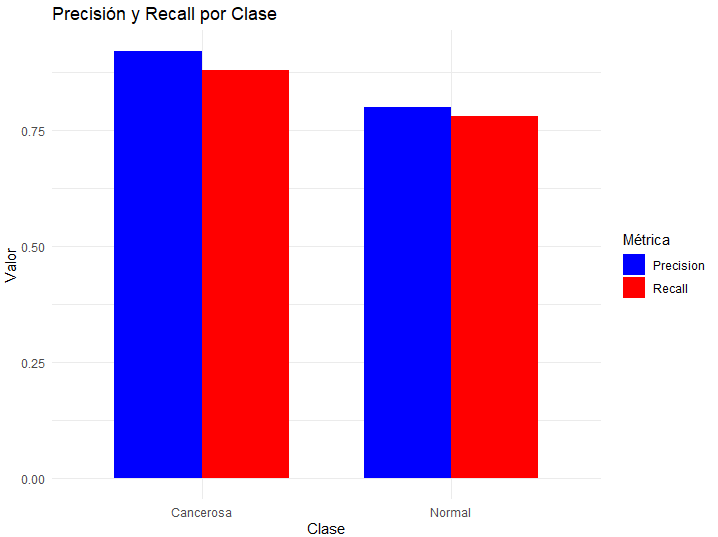 Precisión y Recall por Clase
Valor
0.75
0.50
0.25
0.00
Cancerosa
Normal
Clase
Métrica
Precision
Recall